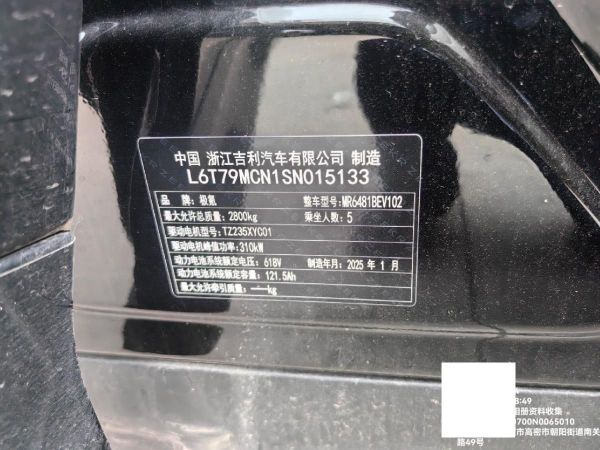 中国 浙江吉利汽车有限公司 制造
L6T79MCN1SN015133
品 牌：极氪 整车型号：MR6481BEV102
最大允许总质量：2800kg 乘坐人数：5
驱动电机型号：TZ235XYC01
驱动电机峰值功率：310kW
动力电池系统额定电压：618V 制造年月：2025 年 1 月
动力电池系统额定容量：121.5Ah
最大允许牵引质量：——kg
8:49
册资料收集
0700N0065010
市高密市朝阳街道南关
路49号